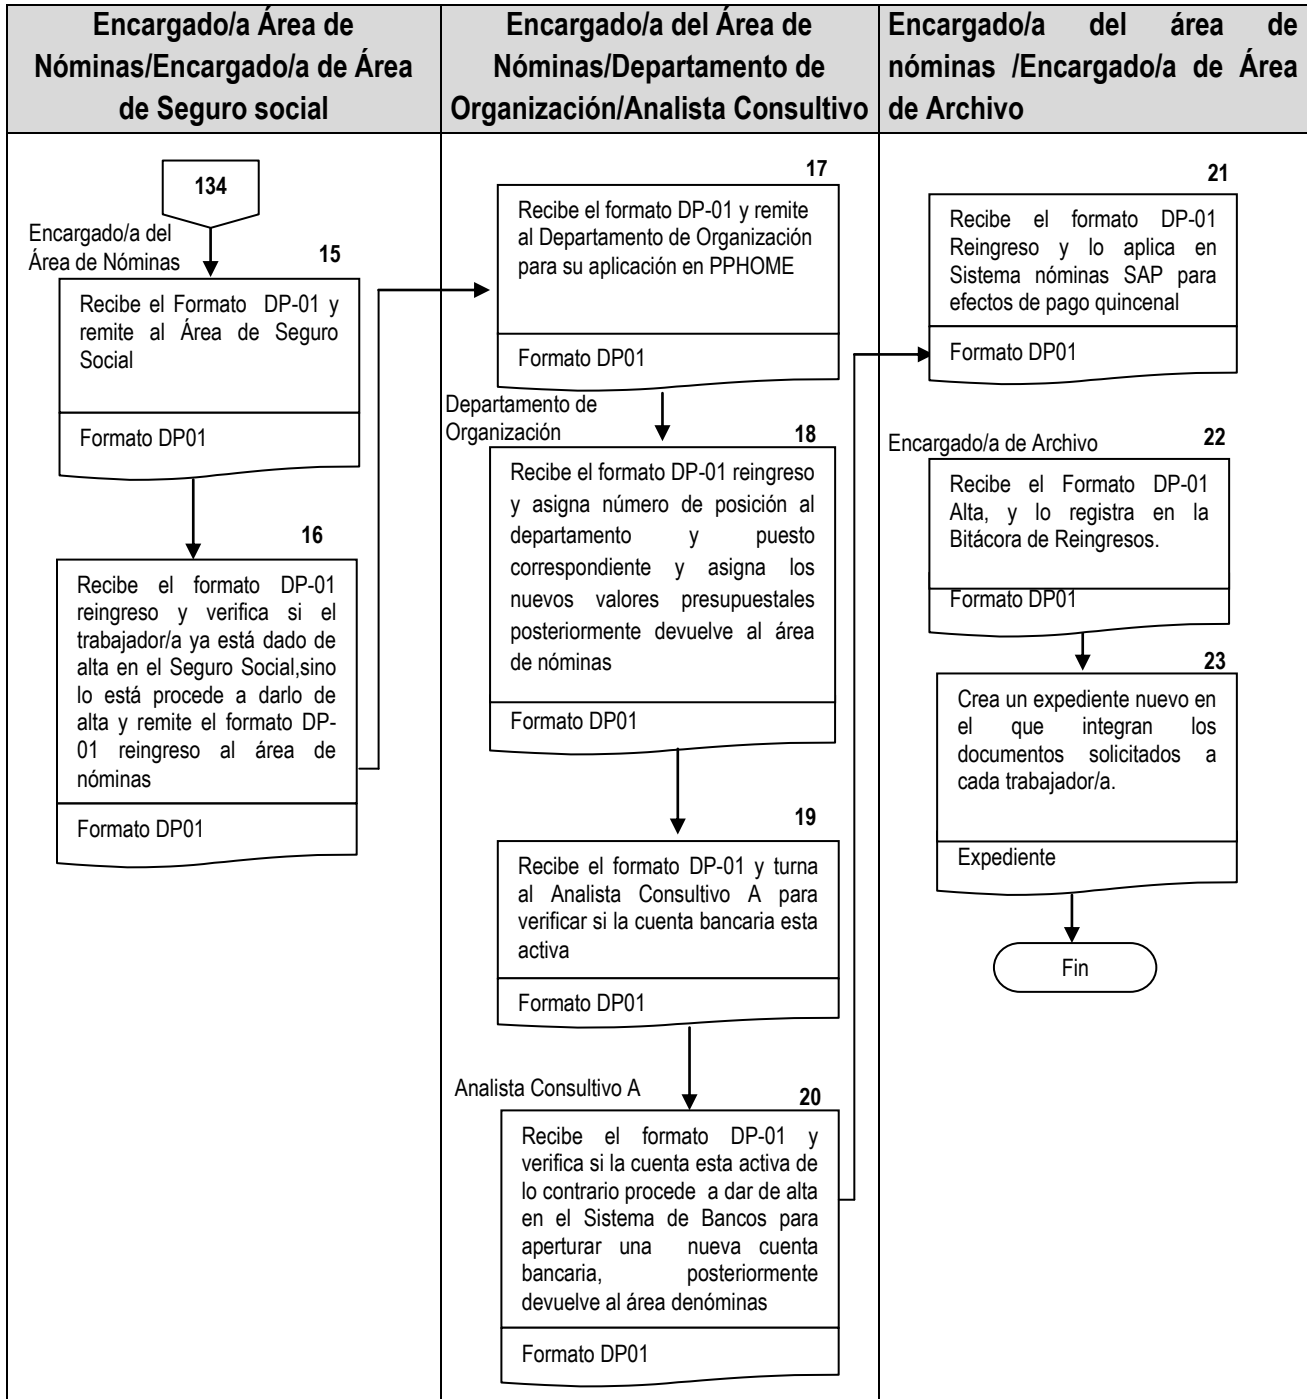 Encargado/a Área de
Nóminas/Encargado/a de Área
de Seguro social
Encargado/a del Área de
Nóminas/Departamento de
Organización/Analista Consultivo
Encargado/a del área de
nóminas /Encargado/a de Área
de Archivo
134
Encargado/a del
Área de Nóminas
15
Recibe el Formato DP-01 y
remite al Área de Seguro
Social
Formato DP01
16
Recibe el formato DP-01
reingreso y verifica si el
trabajador/a ya está dado de
alta en el Seguro Social,sino
lo está procede a darlo de
alta y remite el formato DP-
01 reingreso al área de
nóminas
Formato DP01
17
Recibe el formato DP-01 y remite
al Departamento de Organización
para su aplicación en PPHOME
Formato DP01
Departamento de
Organización
18
Recibe el formato DP-01 reingreso
y asigna número de posición al
departamento y puesto
correspondiente y asigna los
nuevos valores presupuestales
posteriormente devuelve al área
de nóminas
Formato DP01
19
Recibe el formato DP-01 y turna
al Analista Consultivo A para
verificar si la cuenta bancaria esta
activa
Formato DP01
Analista Consultivo A
20
Recibe el formato DP-01 y
verifica si la cuenta esta activa de
lo contrario procede a dar de alta
en el Sistema de Bancos para
aperturar una nueva cuenta
bancaria, posteriormente
devuelve al área denóminas
Formato DP01
21
Recibe el formato DP-01
Reingreso y lo aplica en
Sistema nóminas SAP para
efectos de pago quincenal
Formato DP01
Encargado/a de Archivo
22
Recibe el Formato DP-01
Alta, y lo registra en la
Bitácora de Reingresos.
Formato DP01
23
Crea un expediente nuevo en
el que integran los
documentos solicitados a
cada trabajador/a.
Expediente
Fin